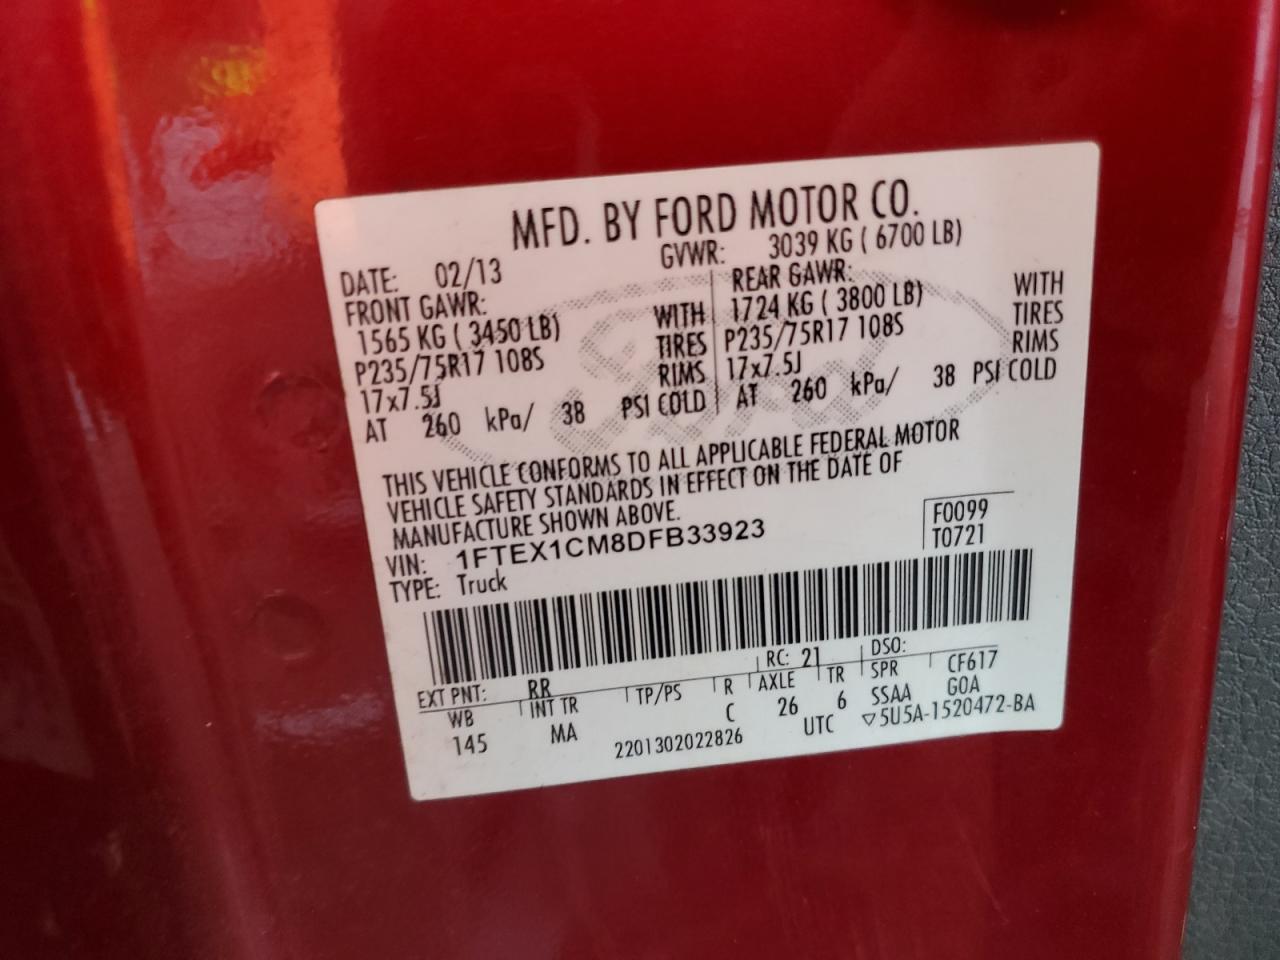 MFD. BY FORD MOTOR CO.
DATE: 02/13 GVWR: 3039 KG ( 6700 LB)
FRONT GAWR: REAR GAWR:
1565 KG ( 3450 LB) WITH 1724 KG ( 3800 LB) WITH
P235/75R17 108S TIRES P235/75R17 108S TIRES
17x7.5J RIMS 17x7.5J RIMS
AT 260 kPa/ 38 PSI COLD AT 260 kPa/ 38 PSI COLD
THIS VEHICLE CONFORMS TO ALL APPLICABLE FEDERAL MOTOR
VEHICLE SAFETY STANDARDS IN EFFECT ON THE DATE OF
MANUFACTURE SHOWN ABOVE.
VIN: 1FTEX1CM8DFB33923 F0099
TYPE: Truck T0721
EXT PNT: RR RC: 21 DSO:
WB INT TR TP/PS R AXLE TR SPR CF617
145 MA C 26 6 SSAA GOA
2201302022826 UTC ▽5U5A-1520472-BA
Ford